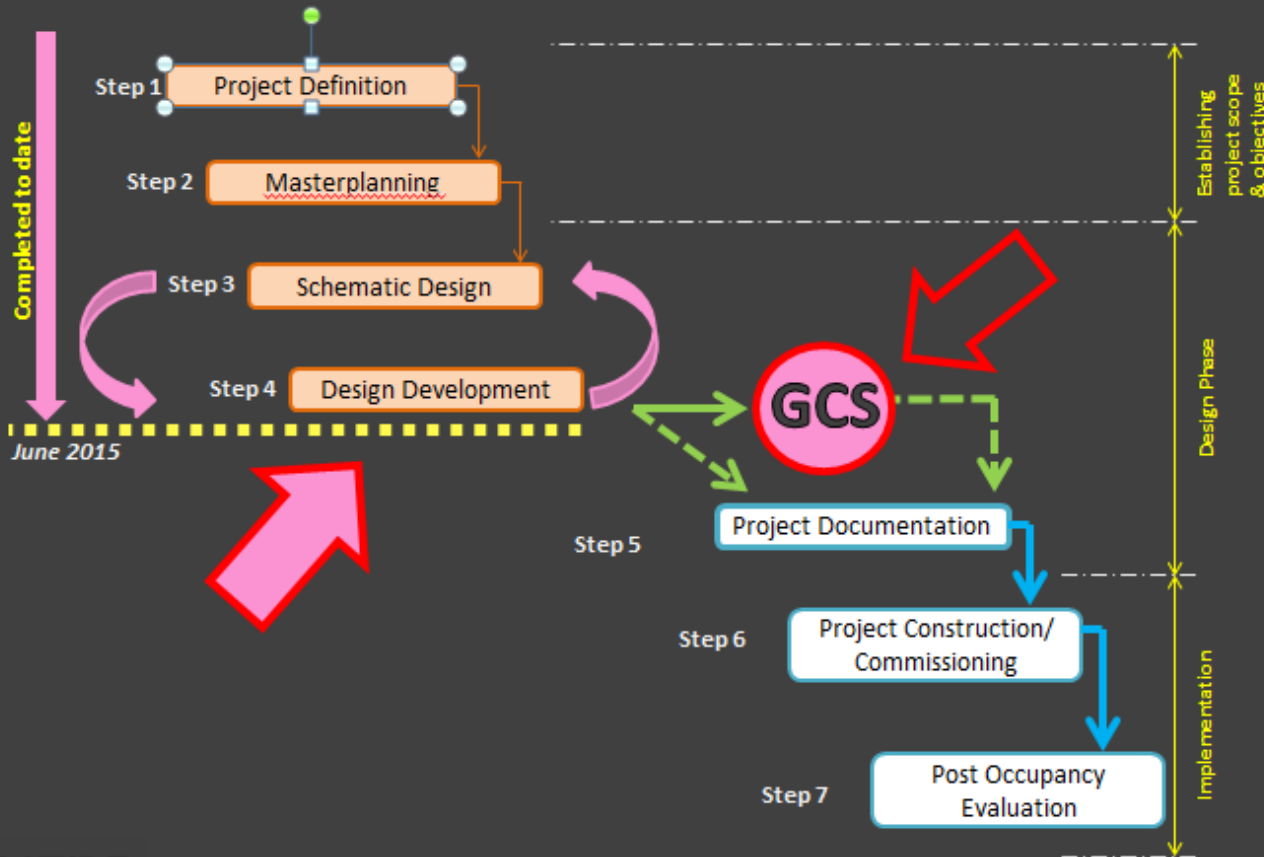 Completed to date
Step 1
Project Definition
Step 2
Masterplanning
Step 3
Schematic Design
Step 4
Design Development
June 2015
GCS
Step 5
Project Documentation
Step 6
Project Construction/
Commissioning
Step 7
Post Occupancy
Evaluation
Establishing
project scope
& objectives
Design Phase
Implementation